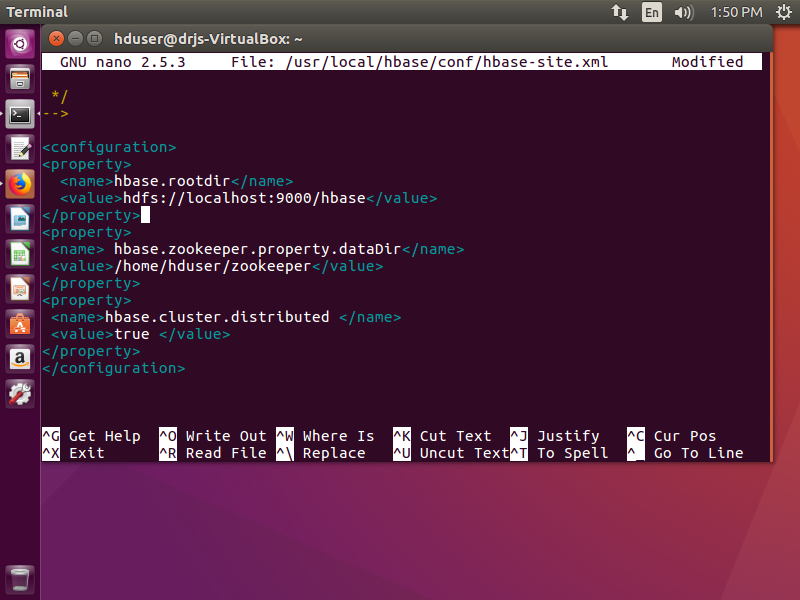 Terminal
En
1:50 PM
hduser@drjs-VirtualBox: ~
GNU nano 2.5.3 File: /usr/local/hbase/conf/hbase-site.xml Modified
*/
-->
<configuration>
<property>
<name>hbase.rootdir</name>
<value>hdfs://localhost:9000/hbase</value>
</property>
<property>
<name> hbase.zookeeper.property.dataDir</name>
<value>/home/hduser/zookeeper</value>
</property>
<property>
<name>hbase.cluster.distributed </name>
<value>true </value>
</property>
</configuration>
^G Get Help ^O Write Out ^W Where Is ^K Cut Text ^J Justify ^C Cur Pos
^X Exit ^R Read File ^\ Replace ^U Uncut Text ^T To Spell ^_ Go To Line